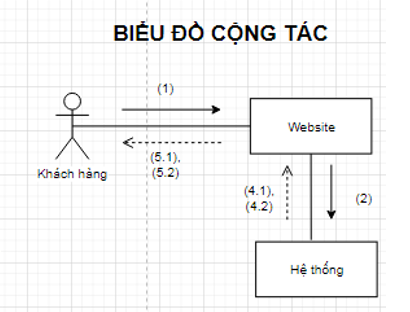 BIỂU ĐỒ CỘNG TÁC
(1)
Website
(5.1),
(5.2)
Khách hàng
(4.1),
(4.2)
(2)
Hệ thống